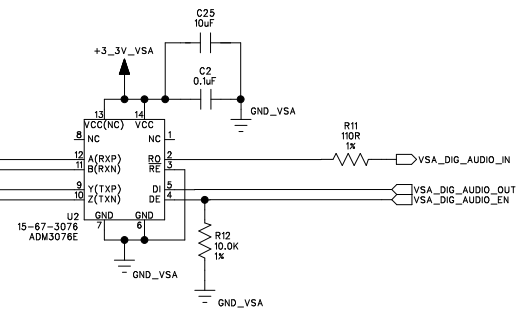 C25
10uF
+3_3V_VSA
C2
0.1uF
GND_VSA
13
14
VCC(NC)
VCC
8
NC
NC
1
R11
110R
1%
12
A(RXP)
RO
2
VSA_DIG_AUDIO_IN
11
B(RXN)
RE
3
9
Y(TXP)
DI
5
VSA_DIG_AUDIO_OUT
10
Z(TXN)
DE
4
VSA_DIG_AUDIO_EN
U2
GND
GND
15-67-3076
7
6
ADM3076E
R12
10.0K
1%
GND_VSA
GND_VSA